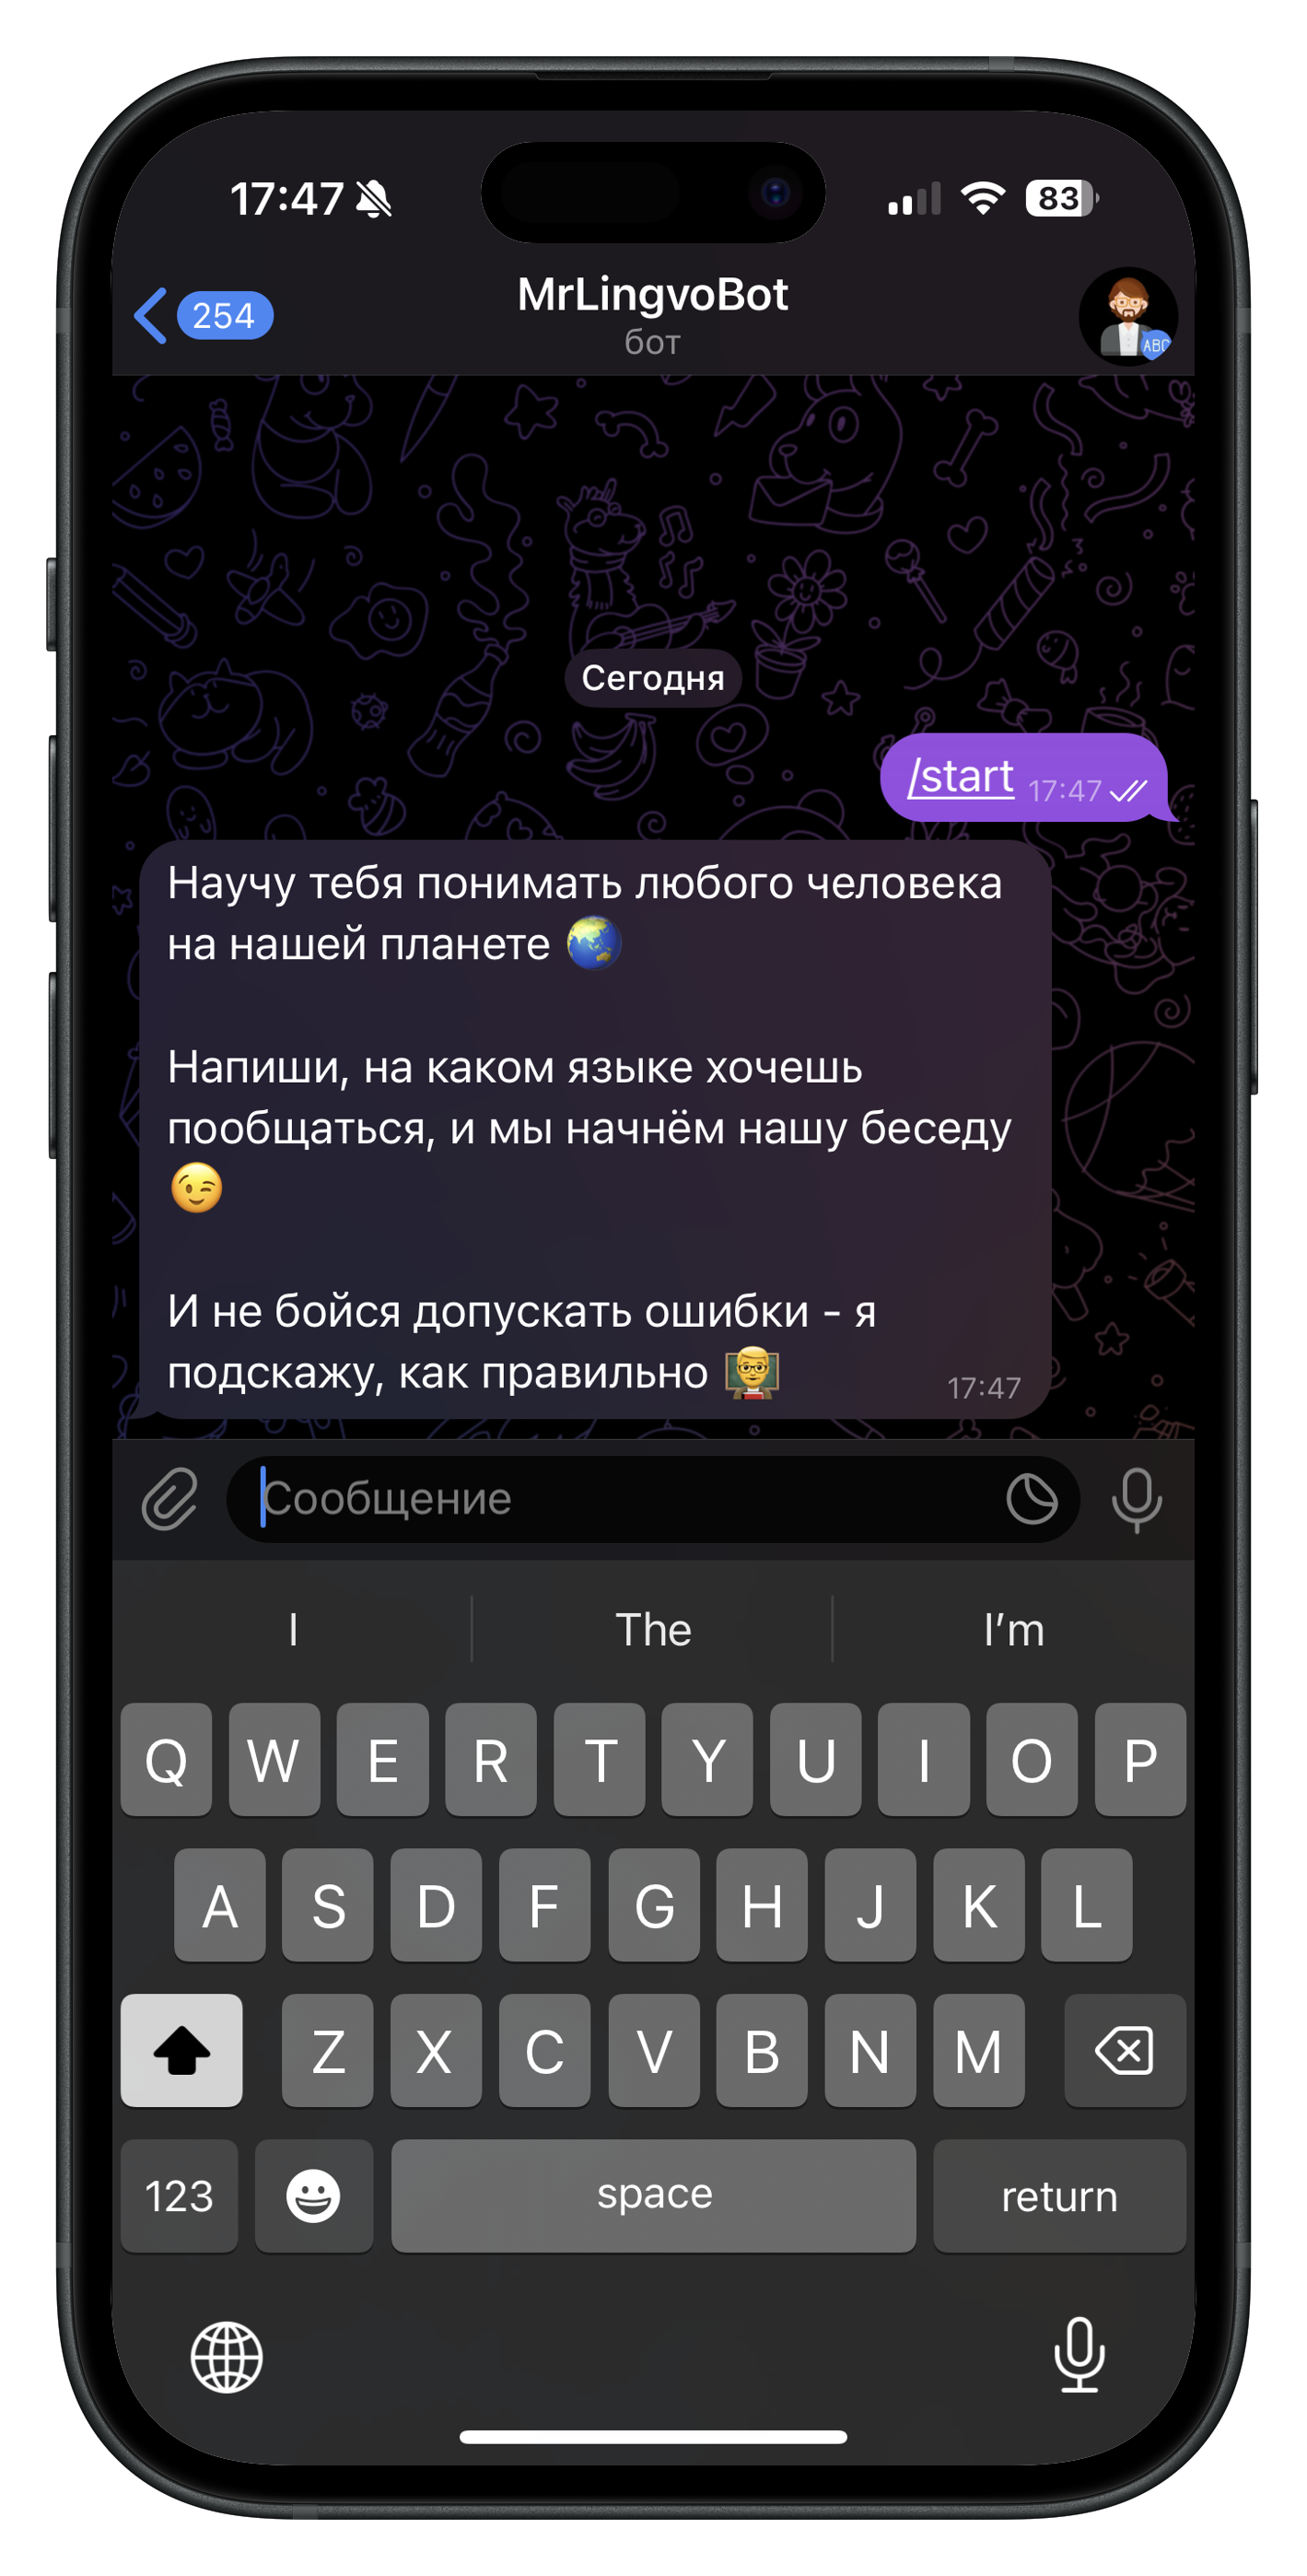 17:47
83
254
MrLingvoBot
бот
ABC
Сегодня
/start 17:47
Научу тебя понимать любого человека
на нашей планете 🌏
Напиши, на каком языке хочешь
пообщаться, и мы начнём нашу беседу
😉
И не бойся допускать ошибки - я
подскажу, как правильно 👨‍🏫
17:47
Сообщение
I The I’m
Q W E R T Y U I O P
A S D F G H J K L
Z X C V B N M
123 space return